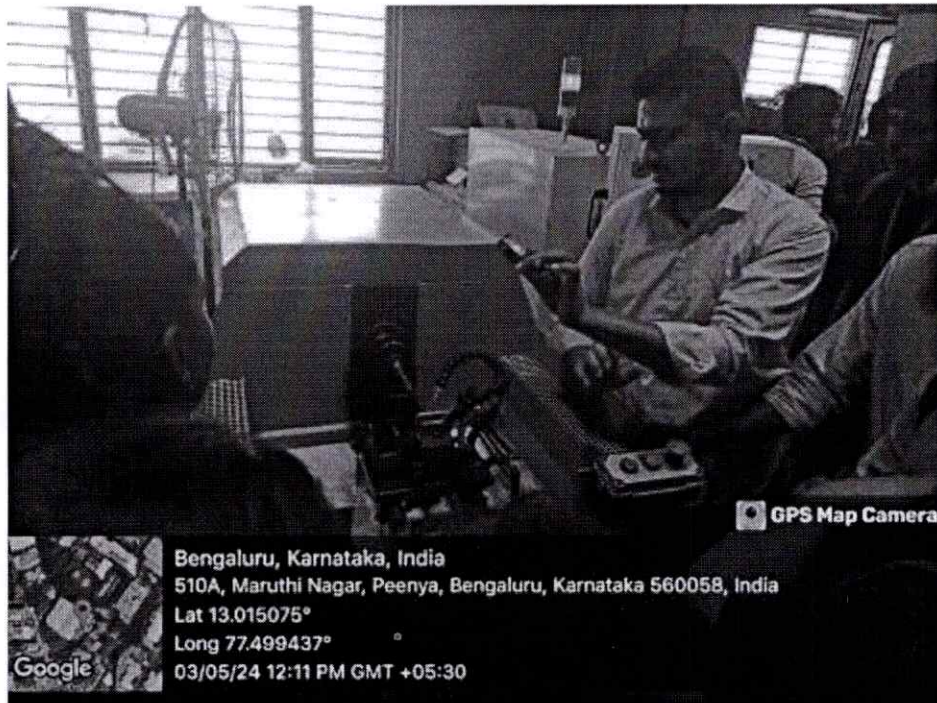 GPS Map Camera
Bengaluru, Karnataka, India
510A, Maruthi Nagar, Peenya, Bengaluru, Karnataka 560058, India
Lat 13.015075°
Long 77.499437°
Google
03/05/24 12:11 PM GMT +05:30